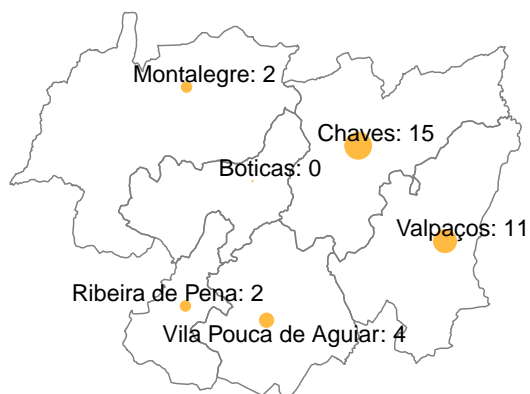 Montalegre: 2
Chaves: 15
Boticas: 0
Valpaços: 11
Ribeira de Pena: 2
Vila Pouca de Aguiar: 4